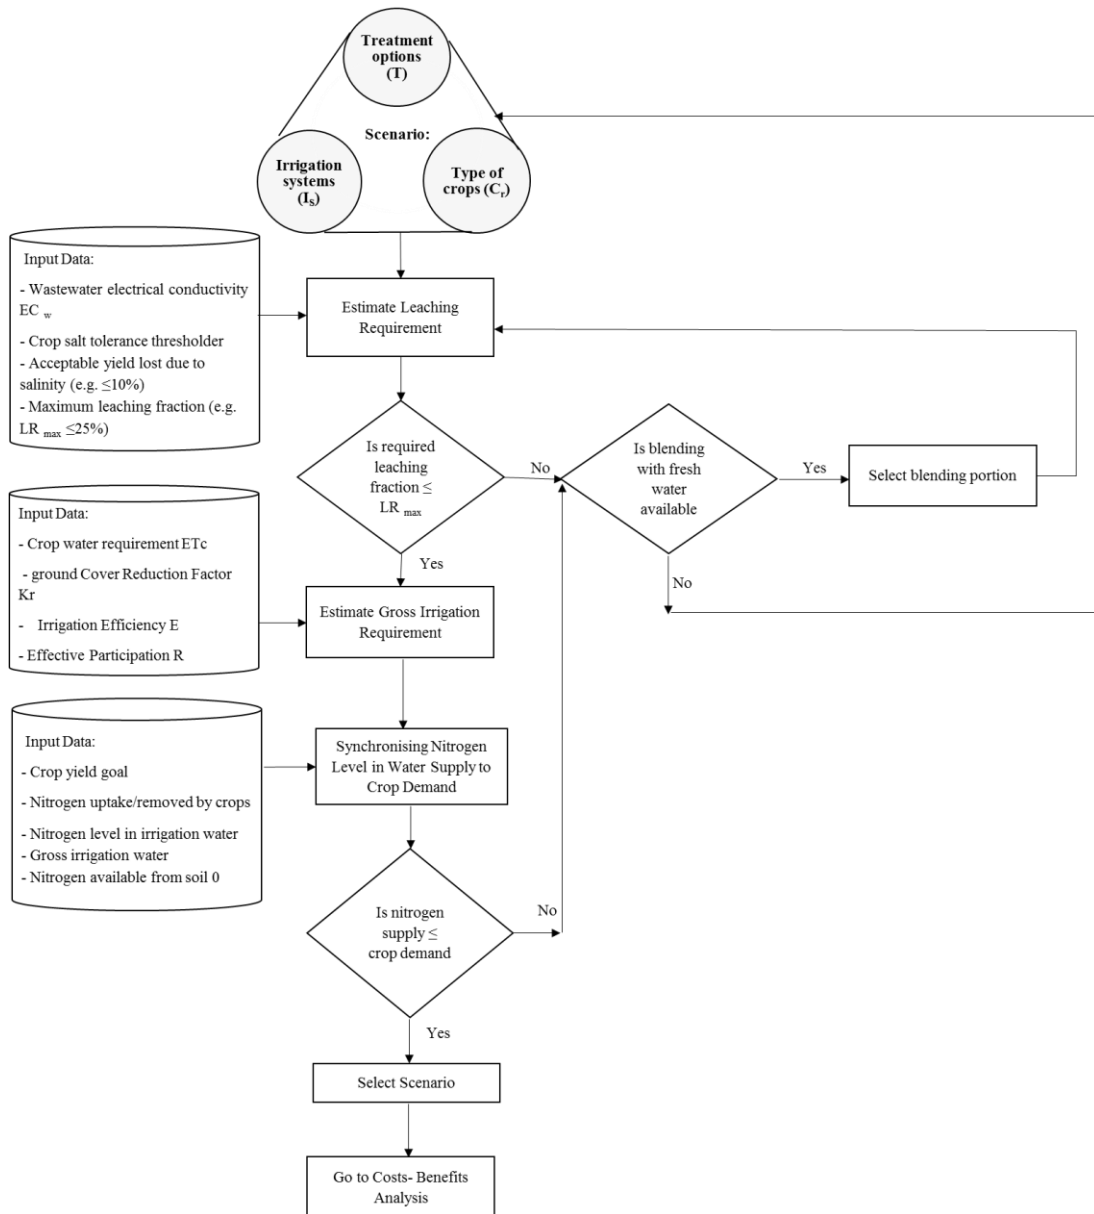 Treatment
options
(T)
Scenario:
Irrigation
systems
(IS)
Type of
crops (Cr)
Input Data:
- Wastewater electrical conductivity
EC w
- Crop salt tolerance thresholder
- Acceptable yield lost due to
salinity (e.g. ≤10%)
- Maximum leaching fraction (e.g.
LR max ≤25%)
Estimate Leaching
Requirement
Is required
leaching
fraction ≤
LR max
No
Is blending
with fresh
water
available
Yes
Select blending portion
No
Yes
Input Data:
- Crop water requirement ETc
- ground Cover Reduction Factor
Kr
- Irrigation Efficiency E
- Effective Participation R
Estimate Gross Irrigation
Requirement
Input Data:
- Crop yield goal
- Nitrogen uptake/removed by crops
- Nitrogen level in irrigation water
- Gross irrigation water
- Nitrogen available from soil 0
Synchronising Nitrogen
Level in Water Supply to
Crop Demand
Is nitrogen
supply ≤
crop demand
No
Yes
Select Scenario
Go to Costs- Benefits
Analysis